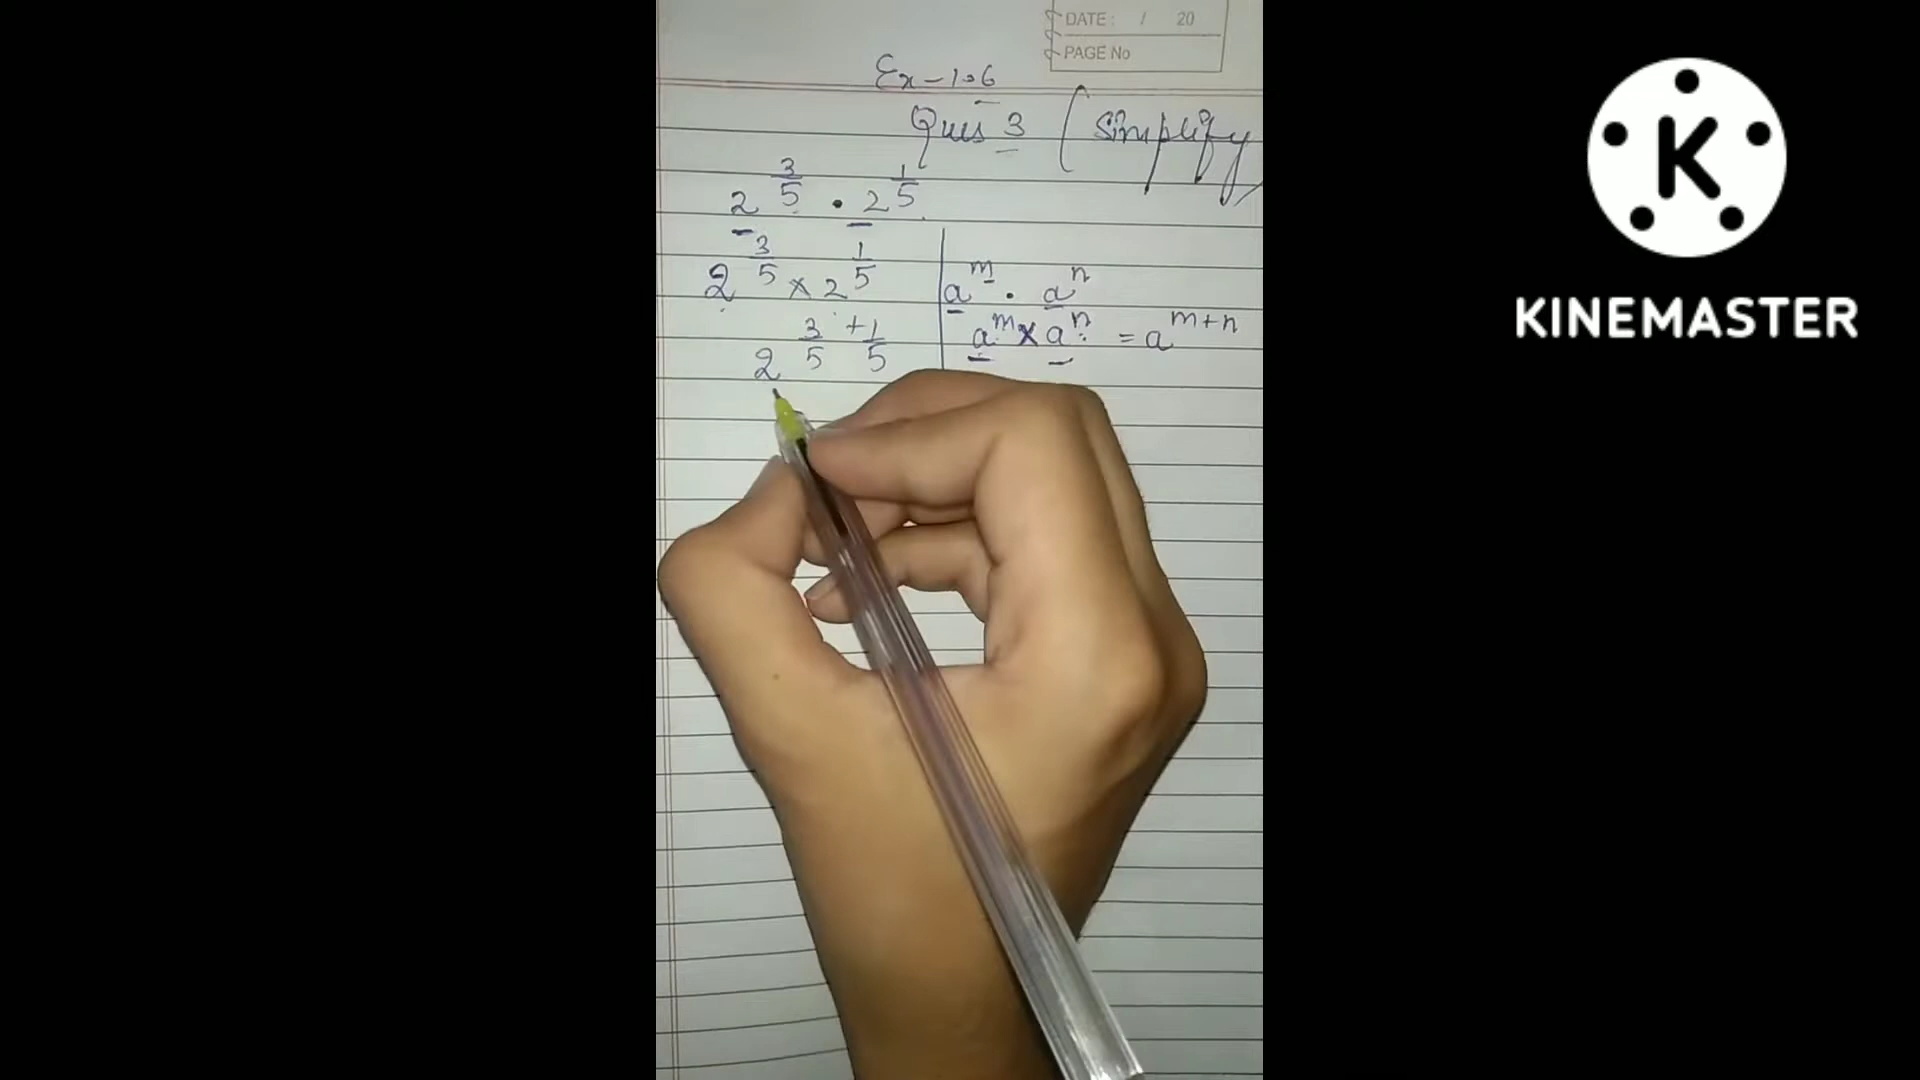 DATE : / 20
PAGE No
Ex-1.6
Ques 3 (Simplify)
2^3/5 . 2^1/5
2^3/5 × 2^1/5
2^3/5 + 1/5
a^m . a^n
a^m × a^n = a^m+n
K
KINEMASTER